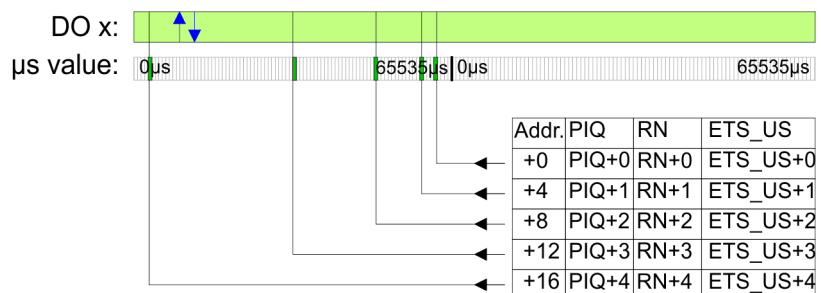 DO x:
µs value: 0µs 65535µs 0µs 65535µs
Addr. PIQ RN ETS_US
+0 PIQ+0 RN+0 ETS_US+0
+4 PIQ+1 RN+1 ETS_US+1
+8 PIQ+2 RN+2 ETS_US+2
+12 PIQ+3 RN+3 ETS_US+3
+16 PIQ+4 RN+4 ETS_US+4